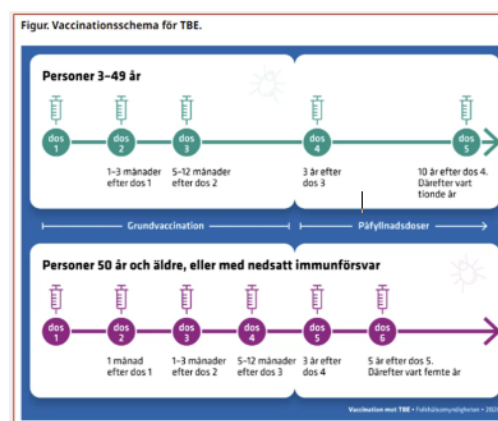 Figur. Vaccinationsschema för TBE.
Personer 3–49 år
dos 1
dos 2
dos 3
dos 4
dos 5
1–3 månader
efter dos 1
5–12 månader
efter dos 2
3 år efter
dos 3
10 år efter dos 4.
Därefter vart
tionde år
Grundvaccination
Påfyllnadsdoser
Personer 50 år och äldre, eller med nedsatt immunförsvar
dos 1
dos 2
dos 3
dos 4
dos 5
dos 6
1 månad
efter dos 1
1–3 månader
efter dos 2
5–12 månader
efter dos 3
3 år efter
dos 4
5 år efter dos 5.
Därefter vart femte år
Vaccination mot TBE • Folkhälsomyndigheten •